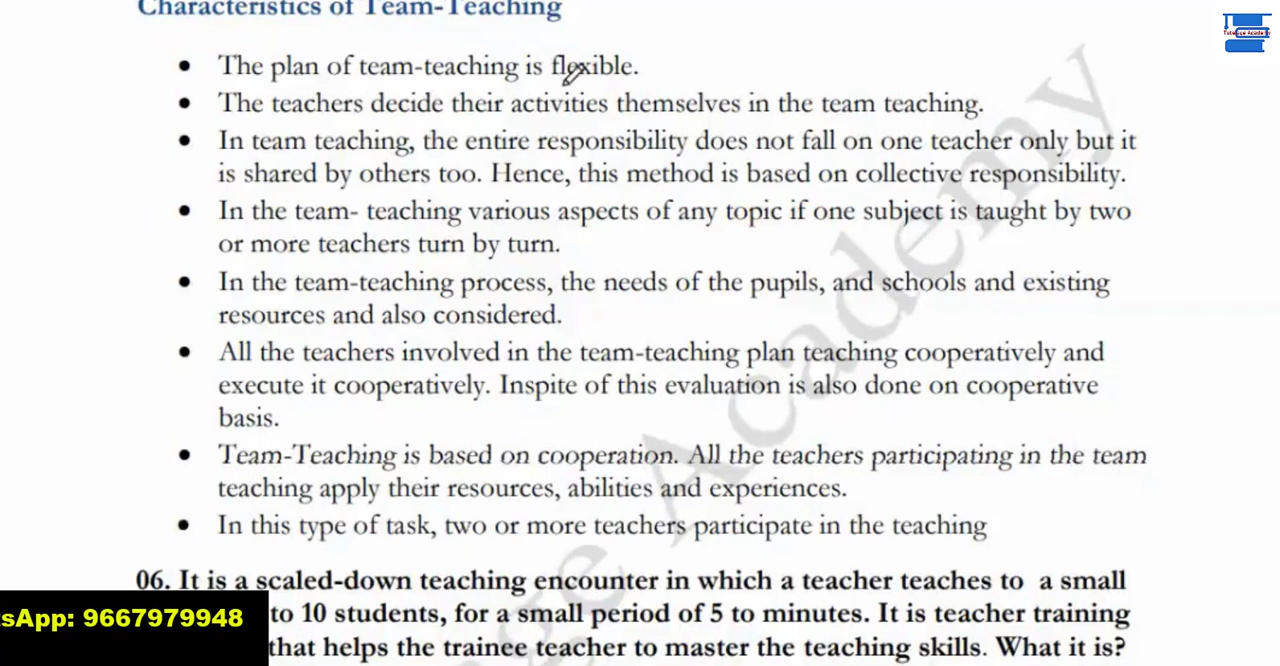 Characteristics of Team-Teaching
• The plan of team-teaching is flexible.
• The teachers decide their activities themselves in the team teaching.
• In team teaching, the entire responsibility does not fall on one teacher only but it
is shared by others too. Hence, this method is based on collective responsibility.
• In the team- teaching various aspects of any topic if one subject is taught by two
or more teachers turn by turn.
• In the team-teaching process, the needs of the pupils, and schools and existing
resources and also considered.
• All the teachers involved in the team-teaching plan teaching cooperatively and
execute it cooperatively. Inspite of this evaluation is also done on cooperative
basis.
• Team-Teaching is based on cooperation. All the teachers participating in the team
teaching apply their resources, abilities and experiences.
• In this type of task, two or more teachers participate in the teaching
06. It is a scaled-down teaching encounter in which a teacher teaches to a small
to 10 students, for a small period of 5 to minutes. It is teacher training
that helps the trainee teacher to master the teaching skills. What it is?
tsApp: 9667979948
Academy